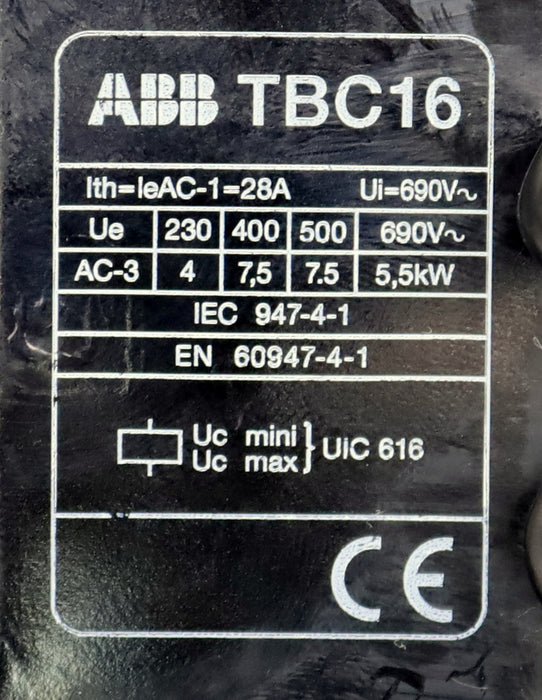 ABB TBC16
Ith=IeAC-1=28A Ui=690V~
Ue 230 400 500 690V~
AC-3 4 7,5 7.5 5,5kW
IEC 947-4-1
EN 60947-4-1
Uc mini
Uc max } UIC 616
CE